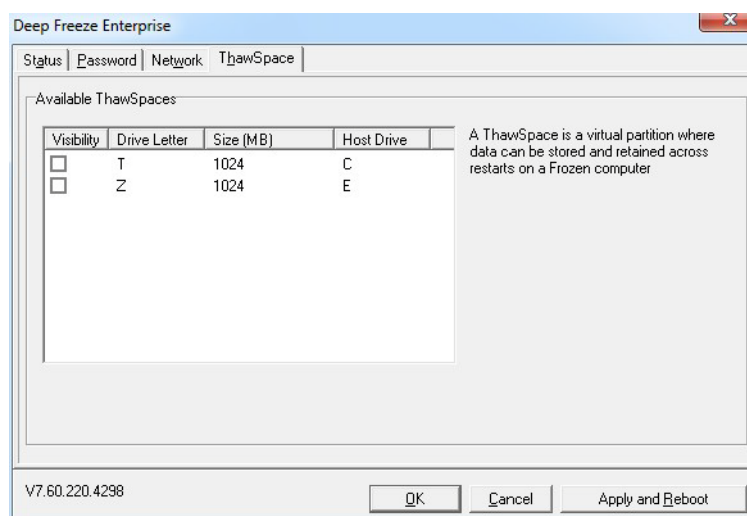 Deep Freeze Enterprise
Status Password Network ThawSpace
Available ThawSpaces
Visibility Drive Letter Size (MB) Host Drive
T 1024 C
Z 1024 E
A ThawSpace is a virtual partition where
data can be stored and retained across
restarts on a Frozen computer
V7.60.220.4298
OK Cancel Apply and Reboot